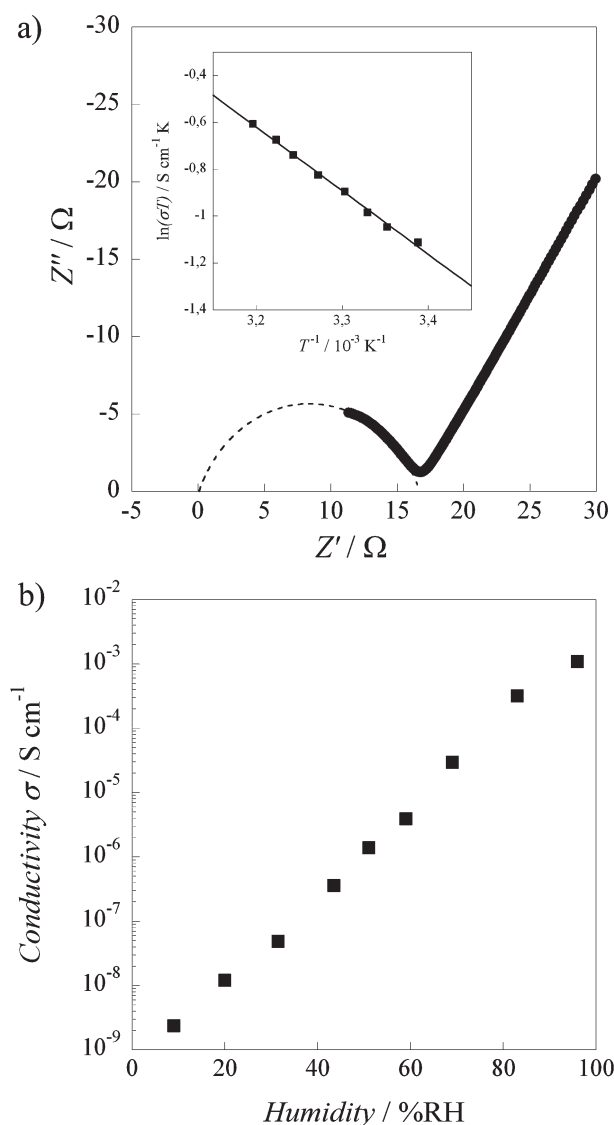 a)
-30
-25
-20
-15
-10
-5
0
Z'' / Ω
-5 0 5 10 15 20 25 30
Z' / Ω
-0,4
-0,6
-0,8
-1
-1,2
-1,4
ln(σT) / S cm⁻¹ K
3,2 3,3 3,4
T⁻¹ / 10⁻³ K⁻¹
b)
10⁻²
10⁻³
10⁻⁴
10⁻⁵
10⁻⁶
10⁻⁷
10⁻⁸
10⁻⁹
Conductivity σ / S cm⁻¹
0 20 40 60 80 100
Humidity / %RH